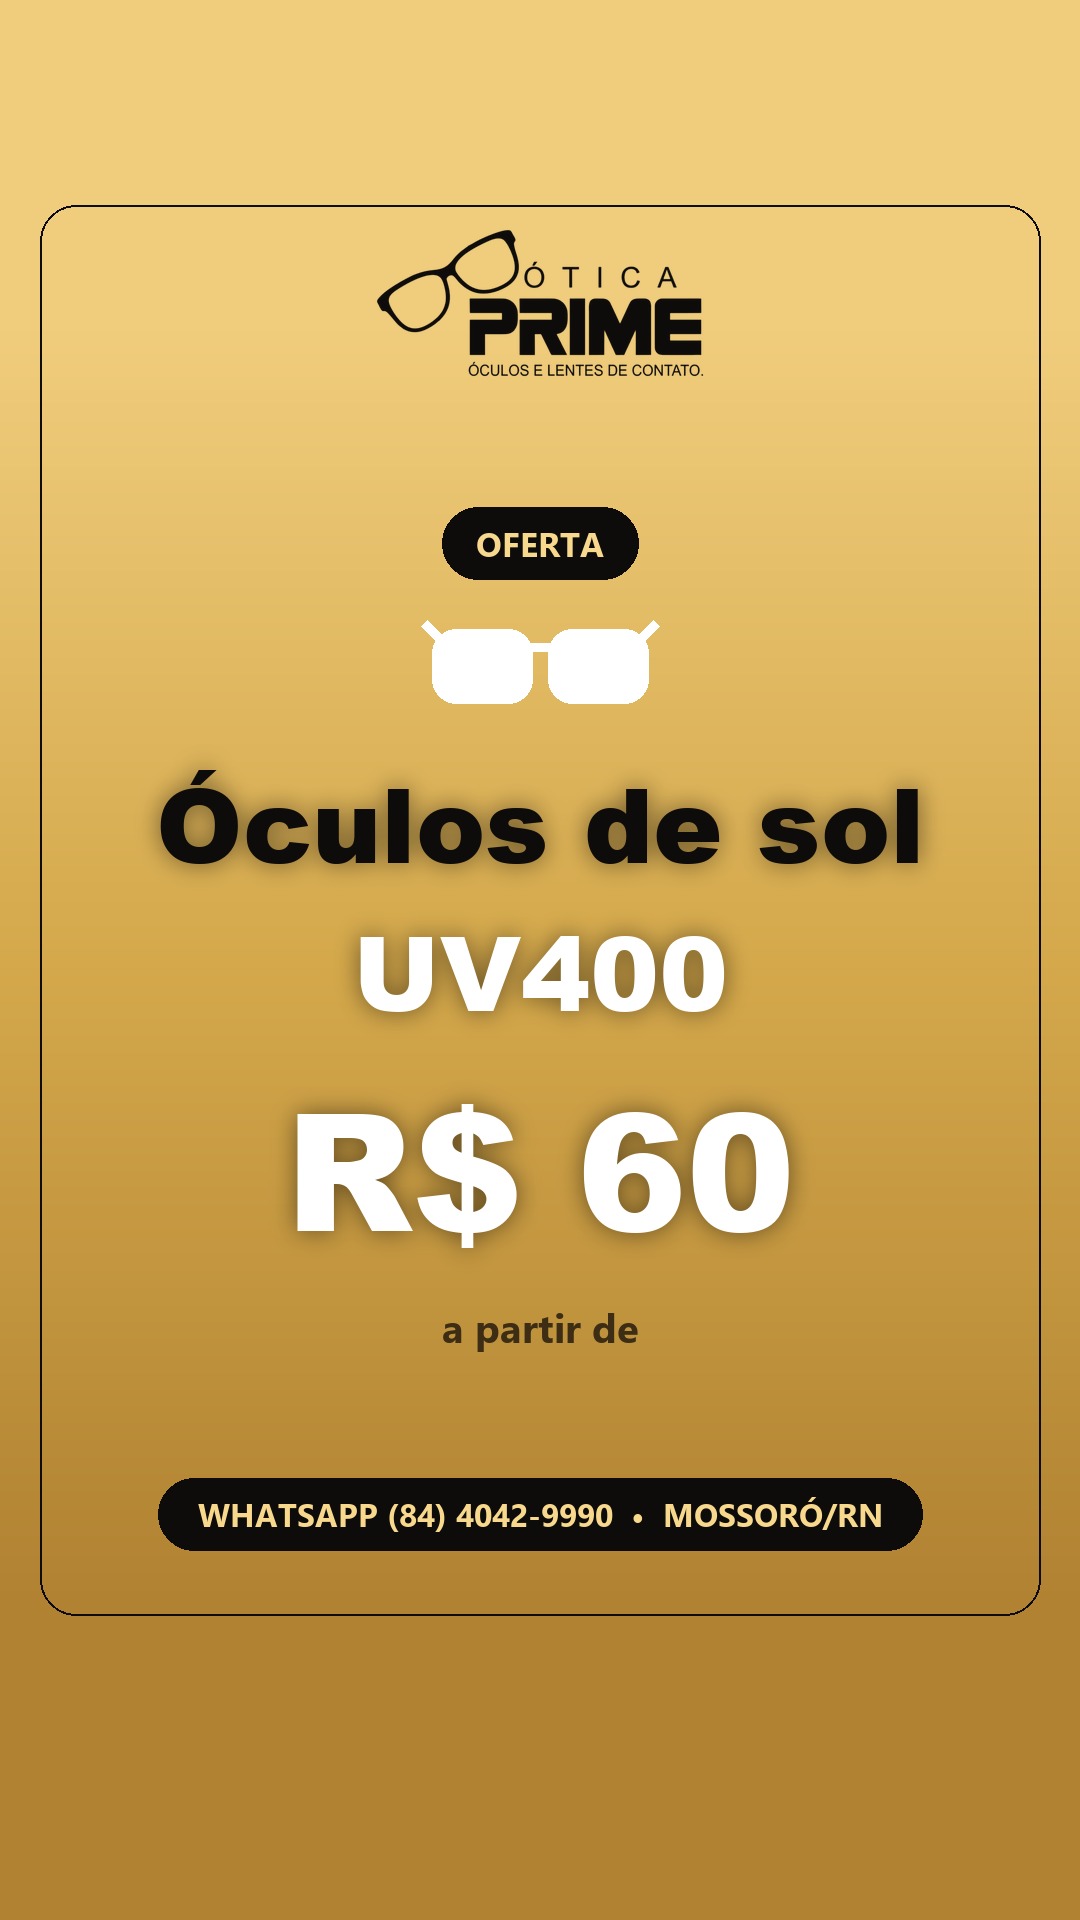 ÓTICA
PRIME
ÓCULOS E LENTES DE CONTATO.
OFERTA
Óculos de sol
UV400
R$ 60
a partir de
WHATSAPP (84) 4042-9990 • MOSSORÓ/RN